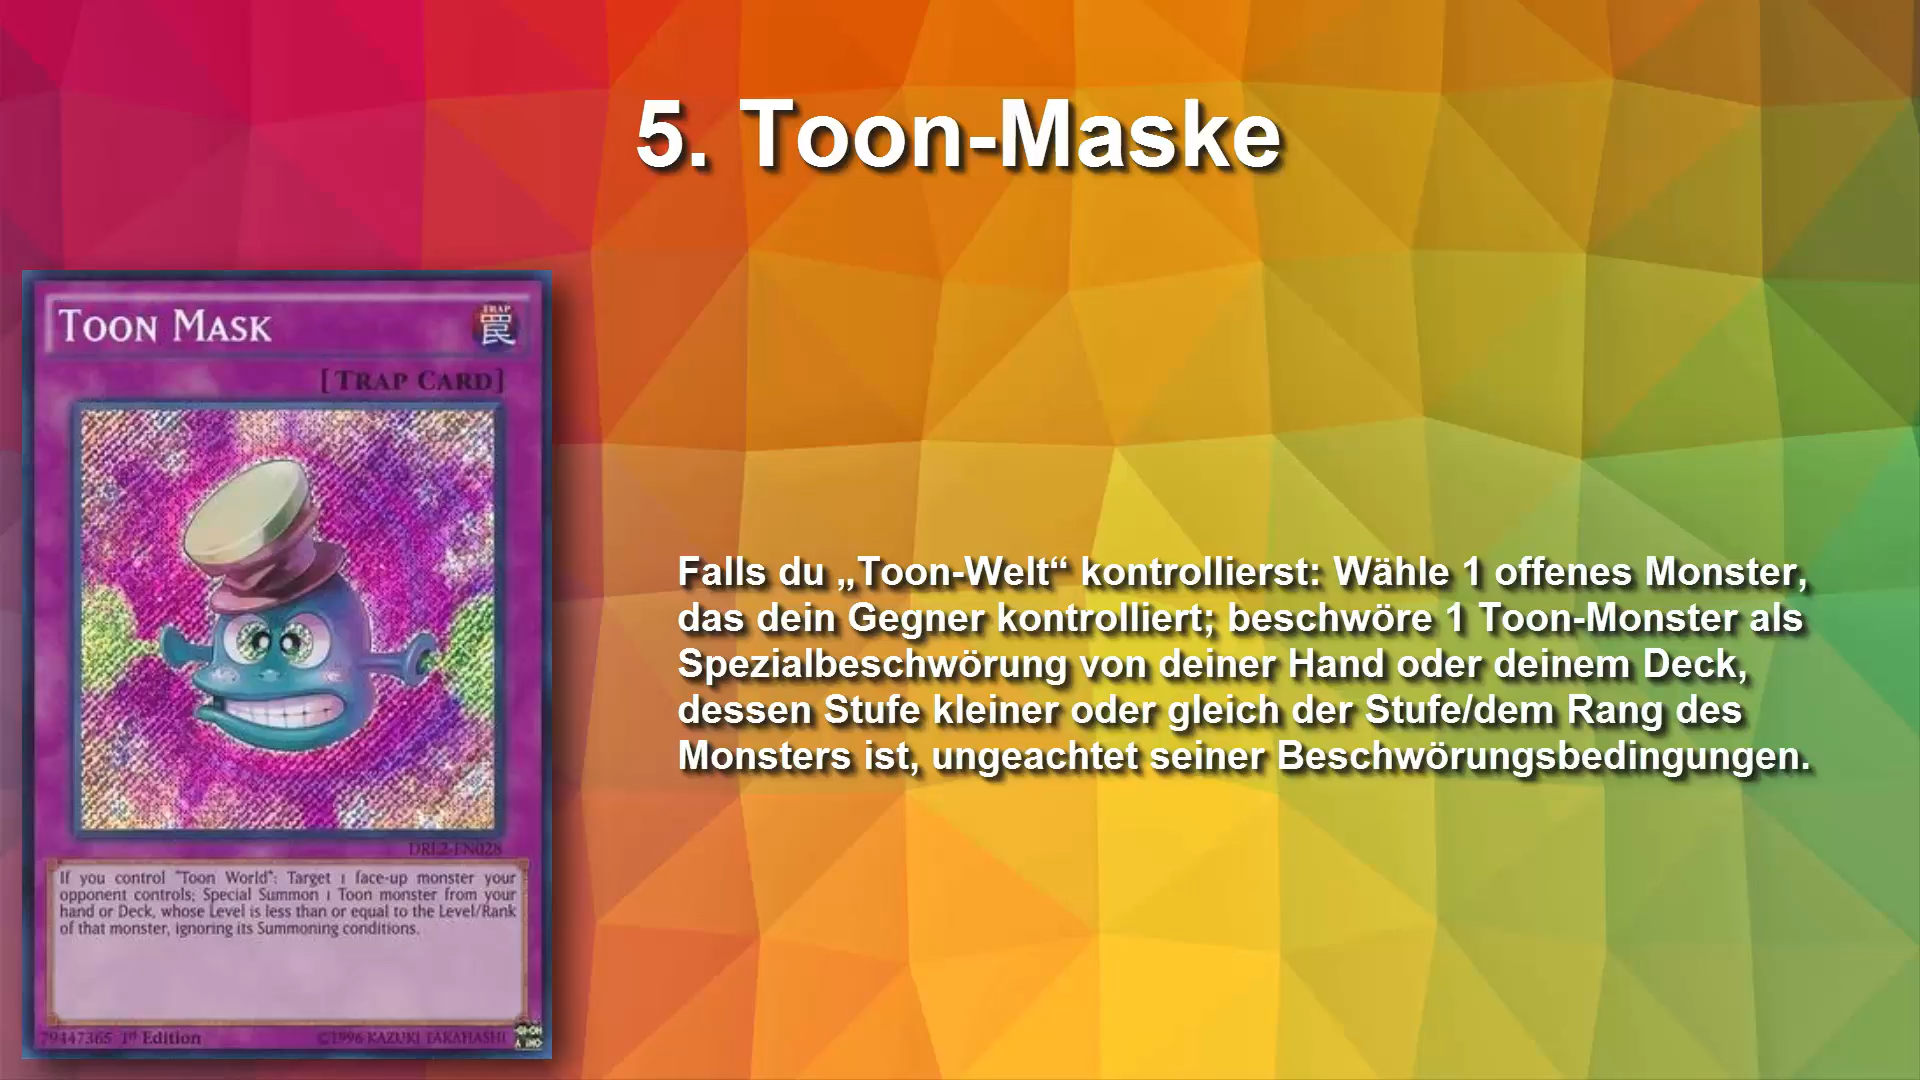 5. Toon-Maske
TOON MASK
TRAP
罠
[TRAP CARD]
DRL2-EN028
If you control "Toon World": Target 1 face-up monster your
opponent controls; Special Summon 1 Toon monster from your
hand or Deck, whose Level is less than or equal to the Level/Rank
of that monster, ignoring its Summoning conditions.
79447365 1st Edition
©1996 KAZUKI TAKAHASHI
Falls du „Toon-Welt“ kontrollierst: Wähle 1 offenes Monster,
das dein Gegner kontrolliert; beschwöre 1 Toon-Monster als
Spezialbeschwörung von deiner Hand oder deinem Deck,
dessen Stufe kleiner oder gleich der Stufe/dem Rang des
Monsters ist, ungeachtet seiner Beschwörungsbedingungen.